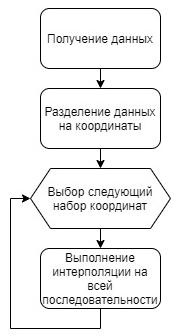 Получение данных
Разделение данных
на координаты
Выбор следующий
набор координат
Выполнение
интерполяции на
всей
последовательности